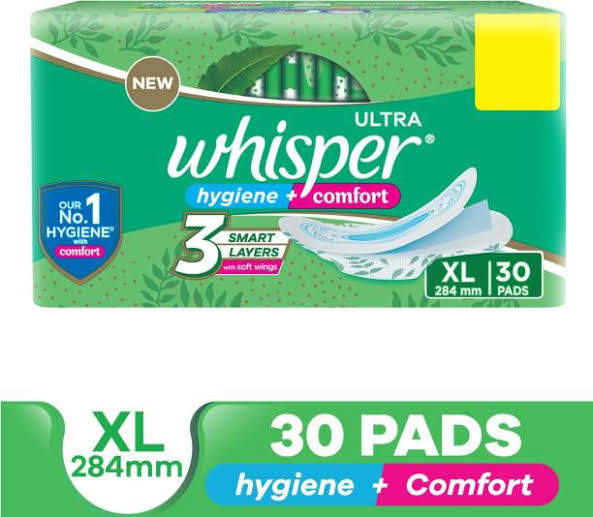 NEW
ULTRA
whisper®
hygiene + comfort
OUR
No.1
HYGIENE#
with
comfort
3 SMART
LAYERS
with soft wings
XL 30
284 mm PADS
XL
284mm
30 PADS
hygiene + Comfort